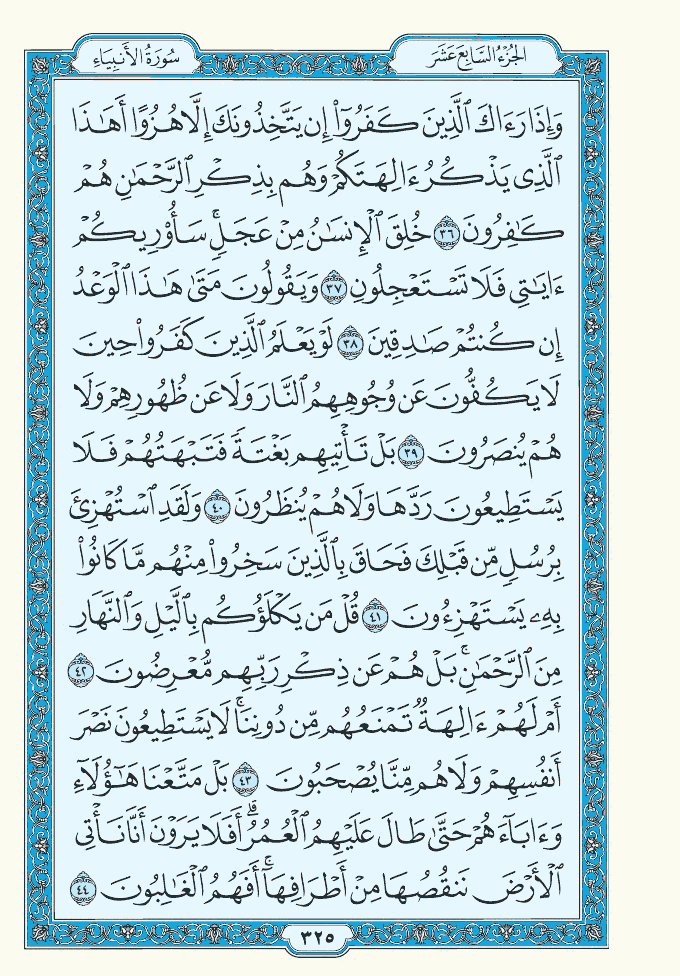 الجُزْءُ السَّابِعَ عَشَرَ
سُورَةُ الأَنبِيَاءِ
وَإِذَا رَءَاكَ ٱلَّذِينَ كَفَرُوٓاْ إِن يَتَّخِذُونَكَ إِلَّا هُزُوًا أَهَٰذَا
ٱلَّذِى يَذْكُرُ ءَالِهَتَكُمْ وَهُم بِذِكْرِ ٱلرَّحْمَٰنِ هُمْ
كَٰفِرُونَ ٣٦ خُلِقَ ٱلْإِنسَٰنُ مِنْ عَجَلٍ ۚ سَأُوْرِيكُمْ
ءَايَٰتِى فَلَا تَسْتَعْجِلُونِ ٣٧ وَيَقُولُونَ مَتَىٰ هَٰذَا ٱلْوَعْدُ
إِن كُنتُمْ صَٰدِقِينَ ٣٨ لَوْ يَعْلَمُ ٱلَّذِينَ كَفَرُواْ حِينَ
لَا يَكُفُّونَ عَن وُجُوهِهِمُ ٱلنَّارَ وَلَا عَن ظُهُورِهِمْ وَلَا
هُمْ يُنصَرُونَ ٣٩ بَلْ تَأْتِيهِم بَغْتَةً فَتَبْهَتُهُمْ فَلَا
يَسْتَطِيعُونَ رَدَّهَا وَلَا هُمْ يُنظَرُونَ ٤٠ وَلَقَدِ ٱسْتُهْزِئَ
بِرُسُلٍ مِّن قَبْلِكَ فَحَاقَ بِٱلَّذِينَ سَخِرُواْ مِنْهُم مَّا كَانُواْ
بِهِۦ يَسْتَهْزِءُونَ ٤١ قُلْ مَن يَكْلَؤُكُم بِٱلَّيْلِ وَٱلنَّهَارِ
مِنَ ٱلرَّحْمَٰنِ ۚ بَلْ هُمْ عَن ذِكْرِ رَبِّهِم مُّعْرِضُونَ ٤٢
أَمْ لَهُمْ ءَالِهَةٌ تَمْنَعُهُم مِّن دُونِنَا ۚ لَا يَسْتَطِيعُونَ نَصْرَ
أَنفُسِهِمْ وَلَا هُم مِّنَّا يُصْحَبُونَ ٤٣ بَلْ مَتَّعْنَا هَٰٓؤُلَآءِ
وَءَابَآءَهُمْ حَتَّىٰ طَالَ عَلَيْهِمُ ٱلْعُمُرُ ۗ أَفَلَا يَرَوْنَ أَنَّا نَأْتِى
ٱلْأَرْضَ نَنقُصُهَا مِنْ أَطْرَافِهَآ ۚ أَفَهُمُ ٱلْغَٰلِبُونَ ٤٤
٣٢٥